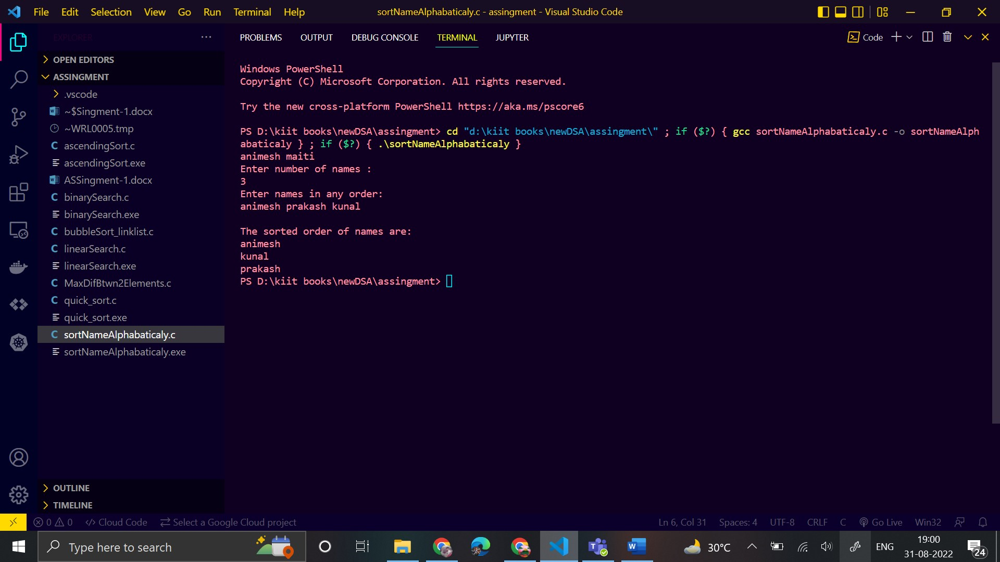 File Edit Selection View Go Run Terminal Help
sortNameAlphabaticaly.c - assingment - Visual Studio Code
EXPLORER
OPEN EDITORS
ASSINGMENT
.vscode
~$Singment-1.docx
~WRL0005.tmp
ascendingSort.c
ascendingSort.exe
ASSingment-1.docx
binarySearch.c
binarySearch.exe
bubbleSort_linklist.c
linearSearch.c
linearSearch.exe
MaxDifBtwn2Elements.c
quick_sort.c
quick_sort.exe
sortNameAlphabaticaly.c
sortNameAlphabaticaly.exe
OUTLINE
TIMELINE
PROBLEMS OUTPUT DEBUG CONSOLE TERMINAL JUPYTER
Code
Windows PowerShell
Copyright (C) Microsoft Corporation. All rights reserved.
Try the new cross-platform PowerShell https://aka.ms/pscore6
PS D:\kiit books\newDSA\assingment> cd "d:\kiit books\newDSA\assingment\" ; if ($?) { gcc sortNameAlphabaticaly.c -o sortNameAlph
abaticaly } ; if ($?) { .\sortNameAlphabaticaly }
animesh maiti
Enter number of names :
3
Enter names in any order:
animesh prakash kunal
The sorted order of names are:
animesh
kunal
prakash
PS D:\kiit books\newDSA\assingment>
0 0 Cloud Code Select a Google Cloud project
Ln 6, Col 31 Spaces: 4 UTF-8 CRLF C Go Live Win32
Type here to search
30°C
ENG
19:00
31-08-2022
24